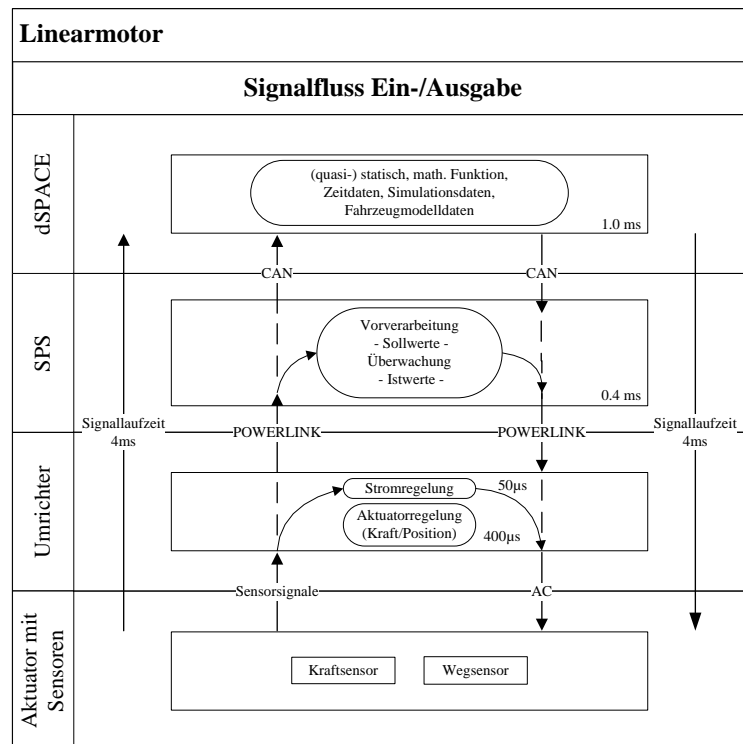 Linearmotor
Signalfluss Ein-/Ausgabe
dSPACE
(quasi-) statisch, math. Funktion,
Zeitdaten, Simulationsdaten,
Fahrzeugmodelldaten
1.0 ms
CAN
CAN
SPS
Vorverarbeitung
- Sollwerte -
Überwachung
- Istwerte -
0.4 ms
Signallaufzeit
4ms
Signallaufzeit
4ms
POWERLINK
POWERLINK
Umrichter
Stromregelung
50µs
Aktuatorregelung
(Kraft/Position)
400µs
Sensorsignale
AC
Aktuator mit
Sensoren
Kraftsensor
Wegsensor